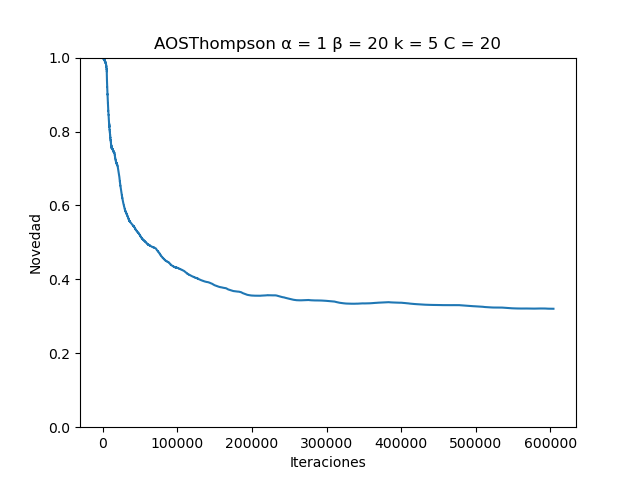 AOSThompson α = 1 β = 20 k = 5 C = 20
1.0
0.8
0.6
0.4
0.2
0.0
Novedad
0 100000 200000 300000 400000 500000 600000
Iteraciones